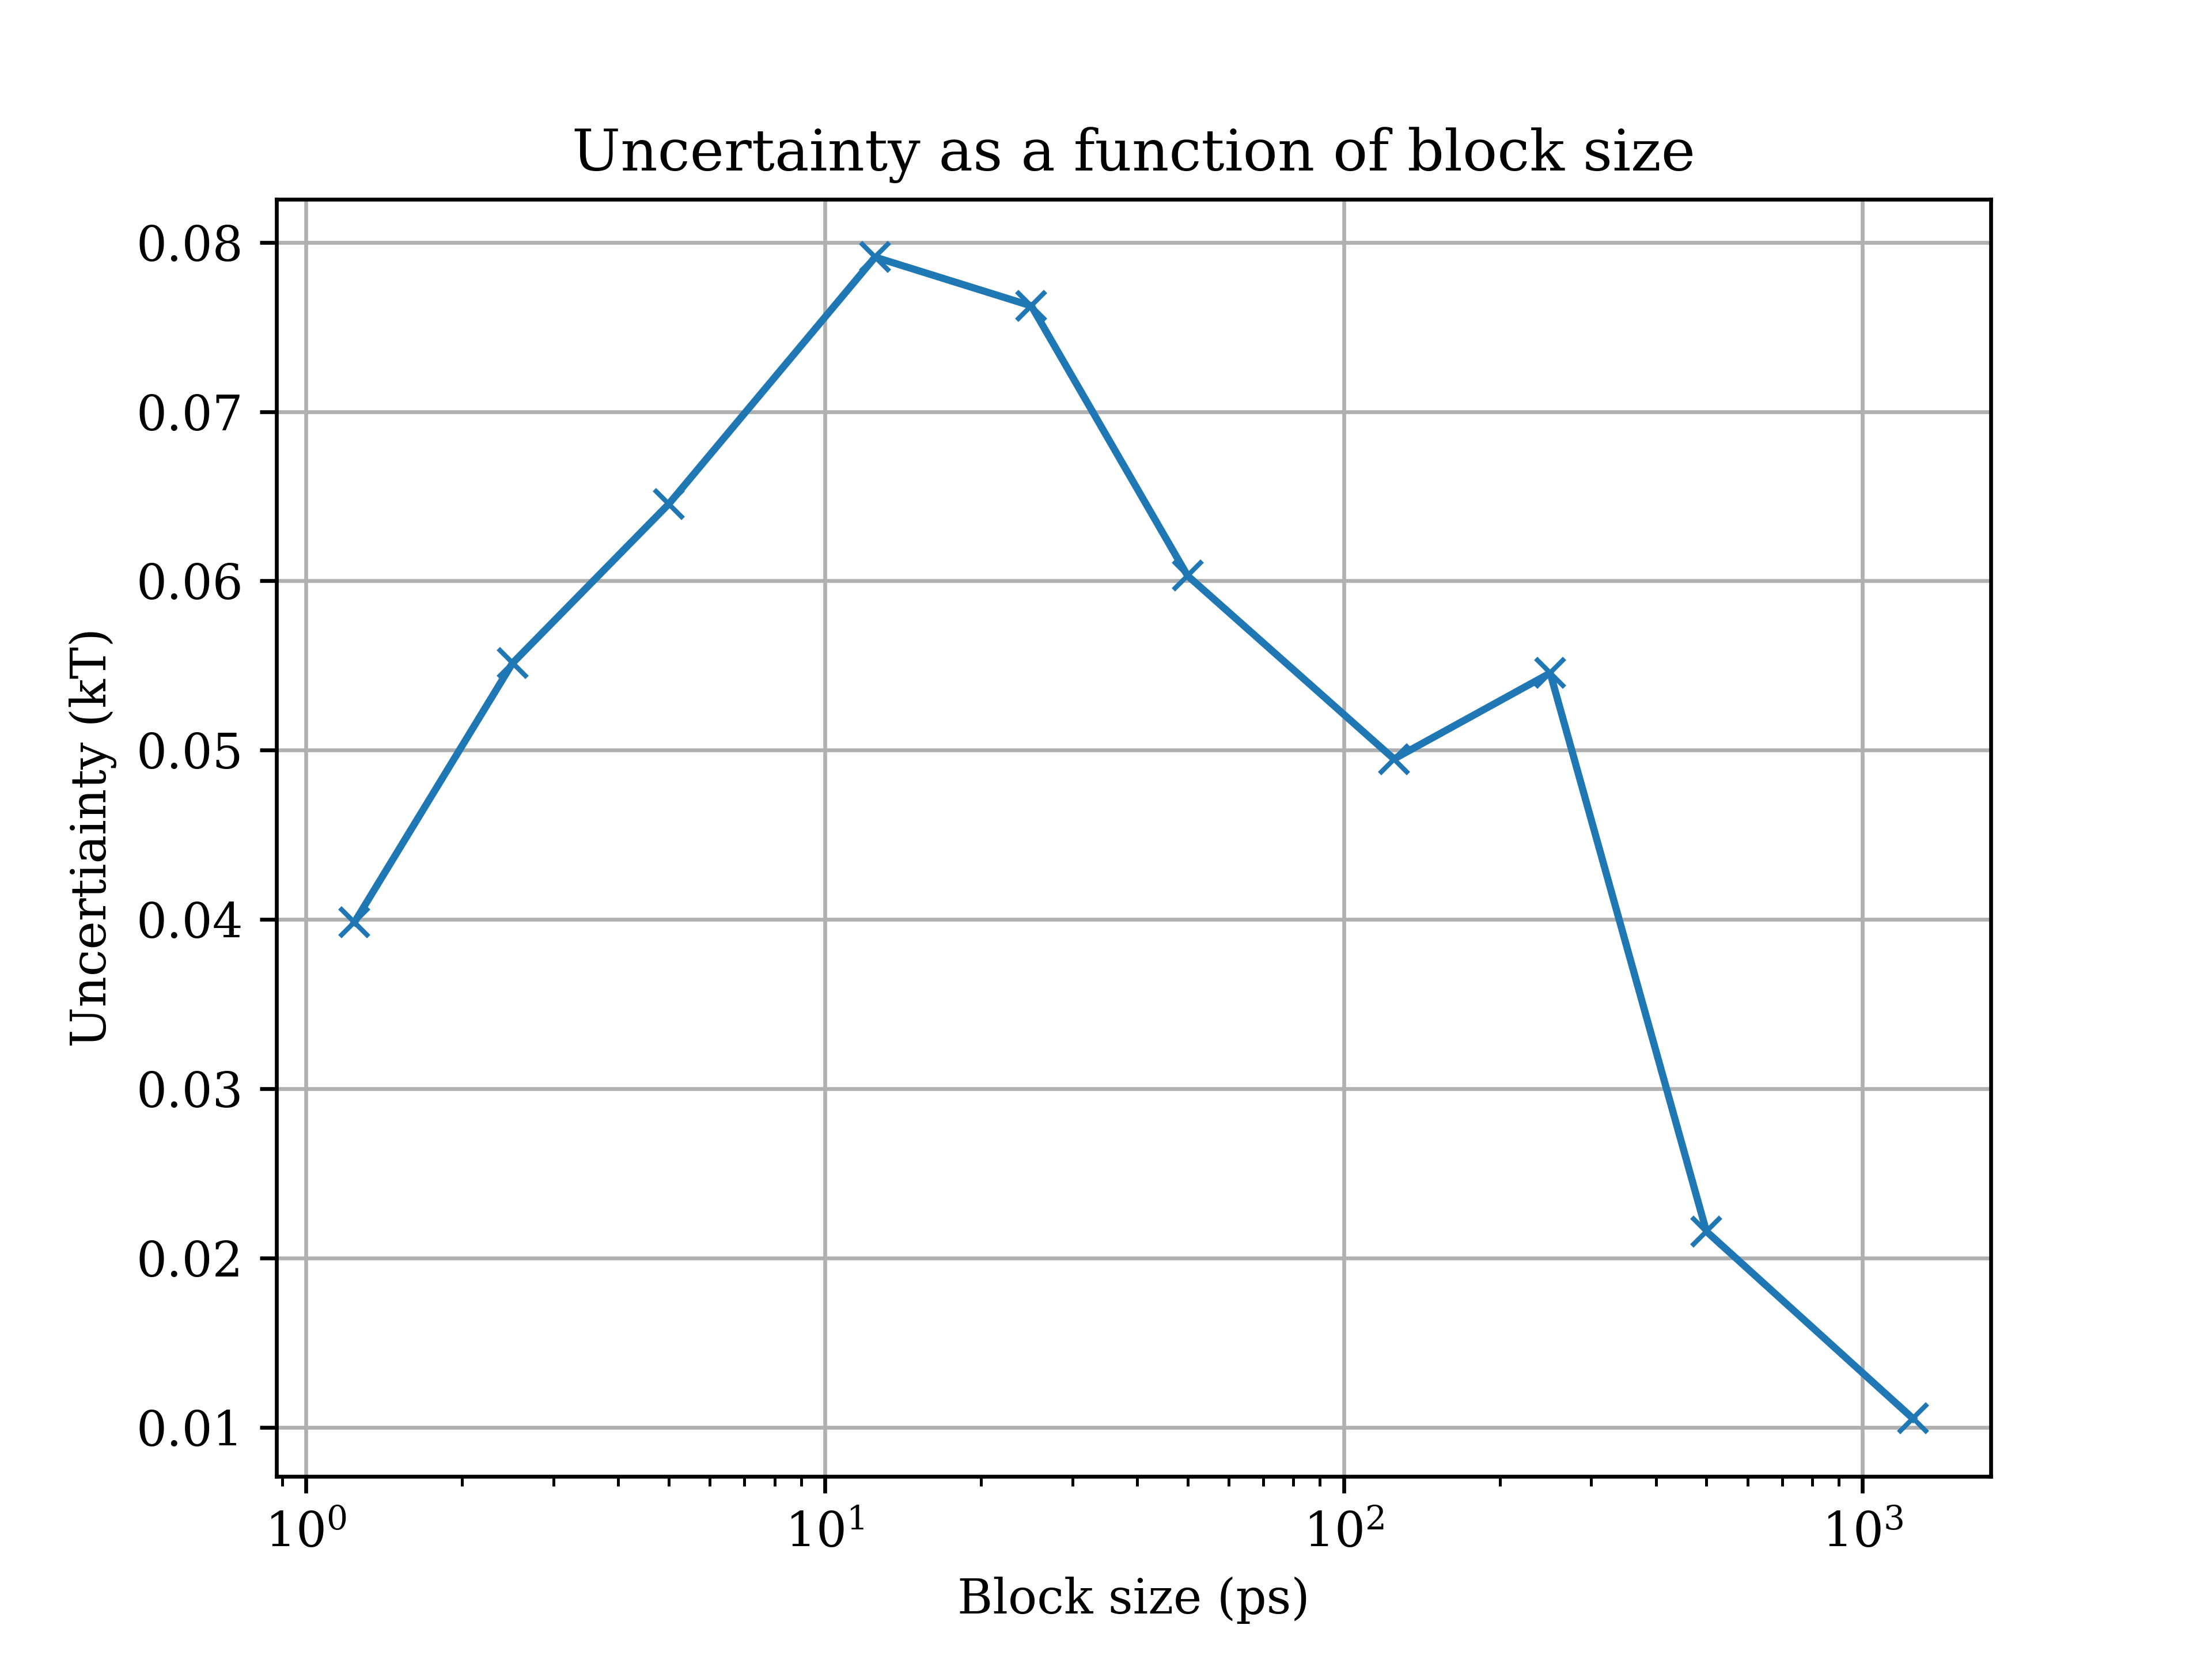 Uncertainty as a function of block size
0.08
0.07
0.06
0.05
0.04
0.03
0.02
0.01
Uncertiainty (kT)
10⁰ 10¹ 10² 10³
Block size (ps)